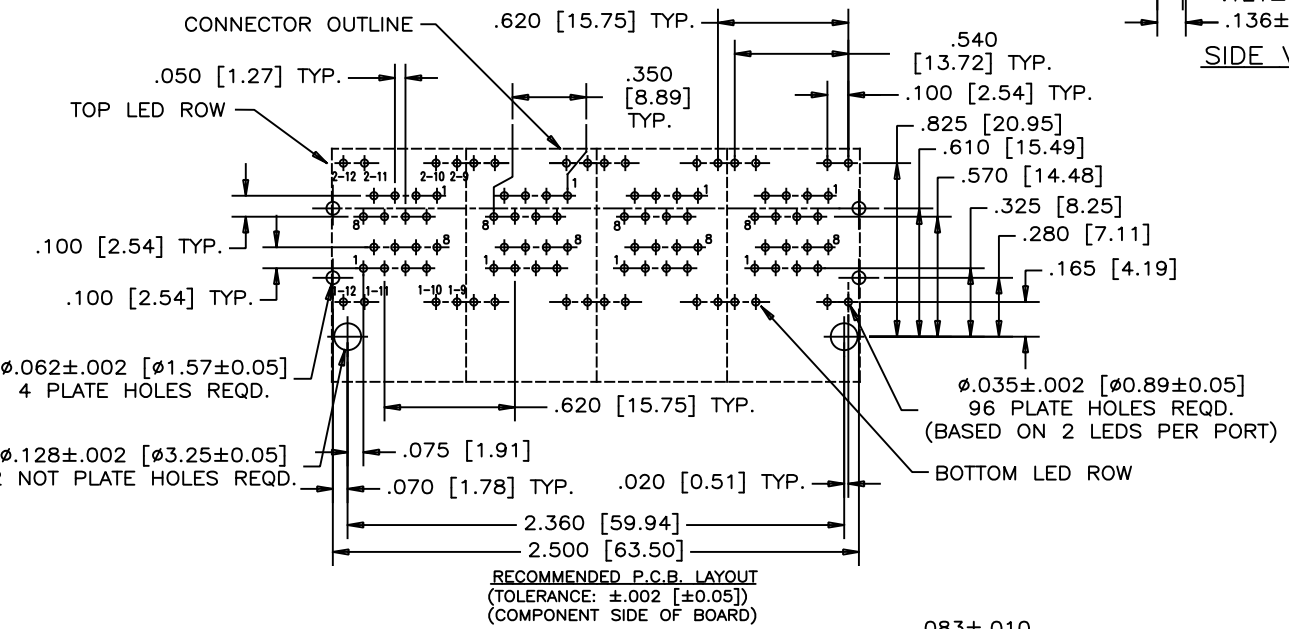 CONNECTOR OUTLINE
.620 [15.75] TYP.
.136±
SIDE
.540
[13.72] TYP.
.050 [1.27] TYP.
.350
[8.89]
TYP.
.100 [2.54] TYP.
TOP LED ROW
.825 [20.95]
.610 [15.49]
.570 [14.48]
.325 [8.25]
.280 [7.11]
.165 [4.19]
2-12 2-11 2-10 2-9
1 1 1 1
8 8 8 8
8 8 8 8
1 1 1 1
1-12 1-11 1-10 1-9
.100 [2.54] TYP.
.100 [2.54] TYP.
ø.062±.002 [ø1.57±0.05]
4 PLATE HOLES REQD.
ø.128±.002 [ø3.25±0.05]
2 NOT PLATE HOLES REQD.
.620 [15.75] TYP.
.075 [1.91]
.070 [1.78] TYP.
.020 [0.51] TYP.
ø.035±.002 [ø0.89±0.05]
96 PLATE HOLES REQD.
(BASED ON 2 LEDS PER PORT)
BOTTOM LED ROW
2.360 [59.94]
2.500 [63.50]
RECOMMENDED P.C.B. LAYOUT
(TOLERANCE: ±.002 [±0.05])
(COMPONENT SIDE OF BOARD)
.083±.010